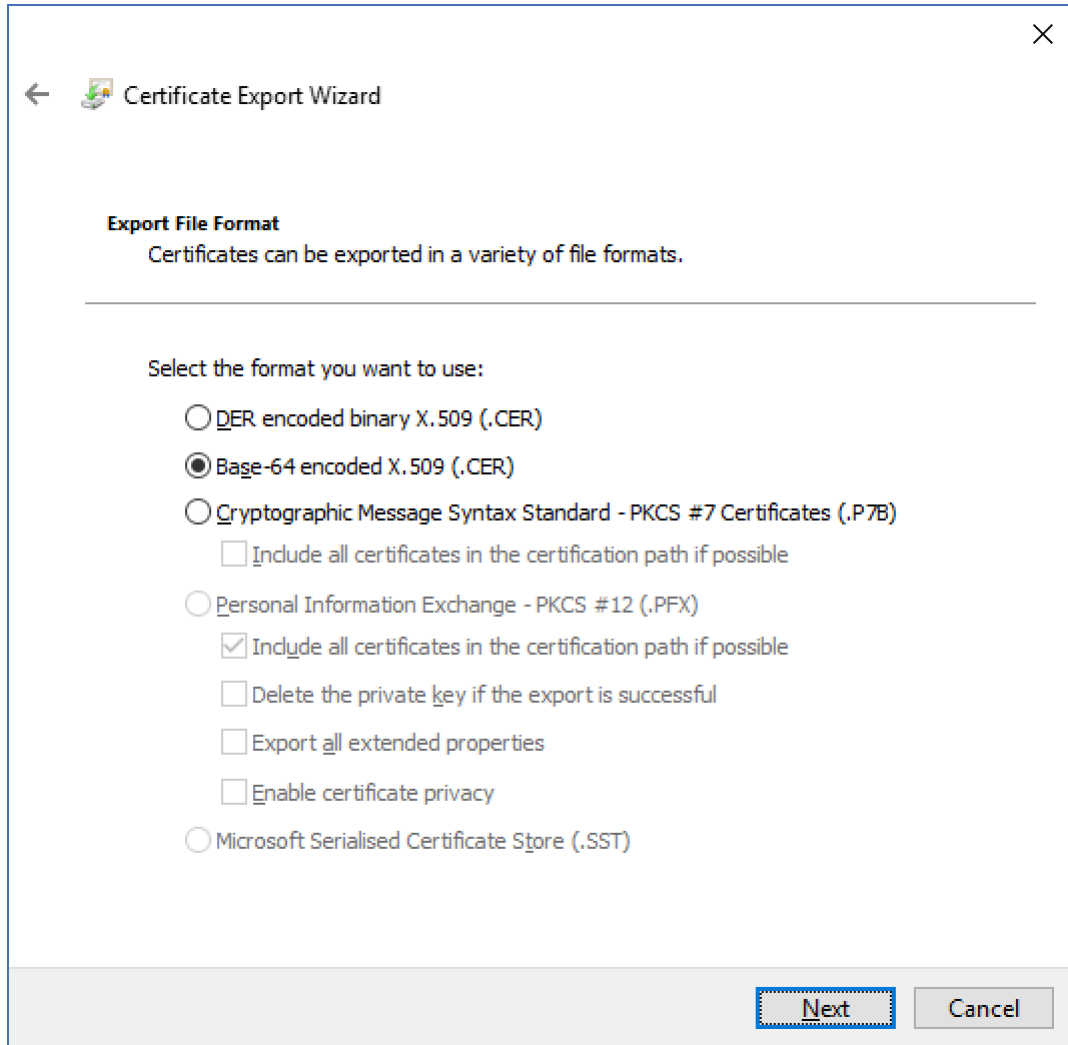 Certificate Export Wizard
Export File Format
Certificates can be exported in a variety of file formats.
Select the format you want to use:
DER encoded binary X.509 (.CER)
Base-64 encoded X.509 (.CER)
Cryptographic Message Syntax Standard - PKCS #7 Certificates (.P7B)
Include all certificates in the certification path if possible
Personal Information Exchange - PKCS #12 (.PFX)
Include all certificates in the certification path if possible
Delete the private key if the export is successful
Export all extended properties
Enable certificate privacy
Microsoft Serialised Certificate Store (.SST)
Next Cancel